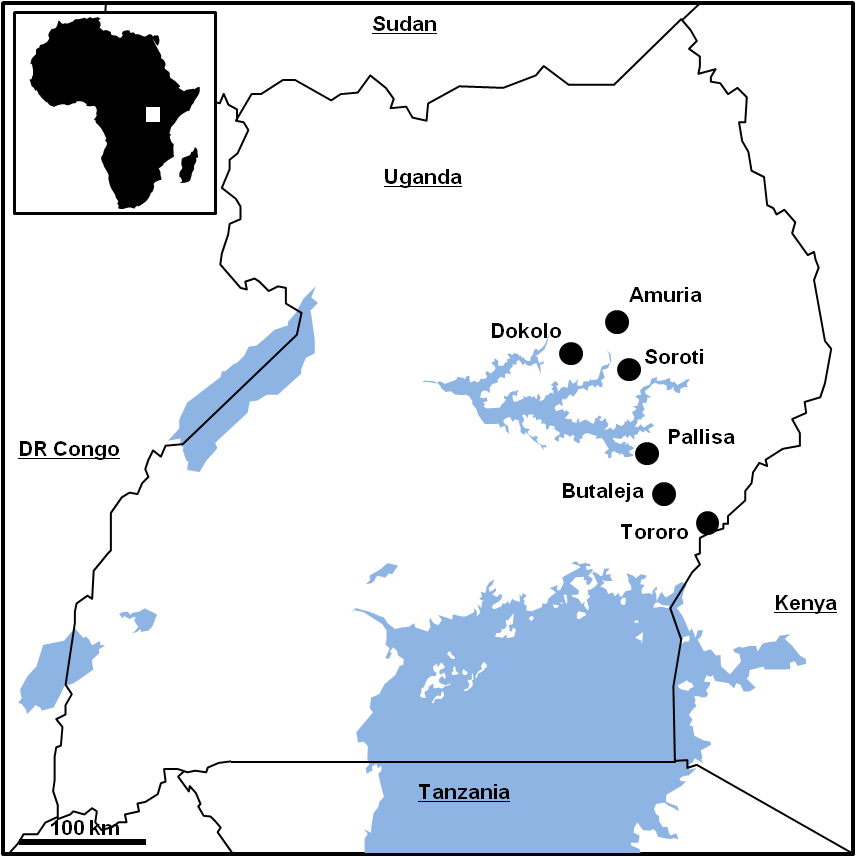 Sudan
Uganda
Amuria
Dokolo
Soroti
Pallisa
DR Congo
Butaleja
Tororo
Kenya
Tanzania
100 km